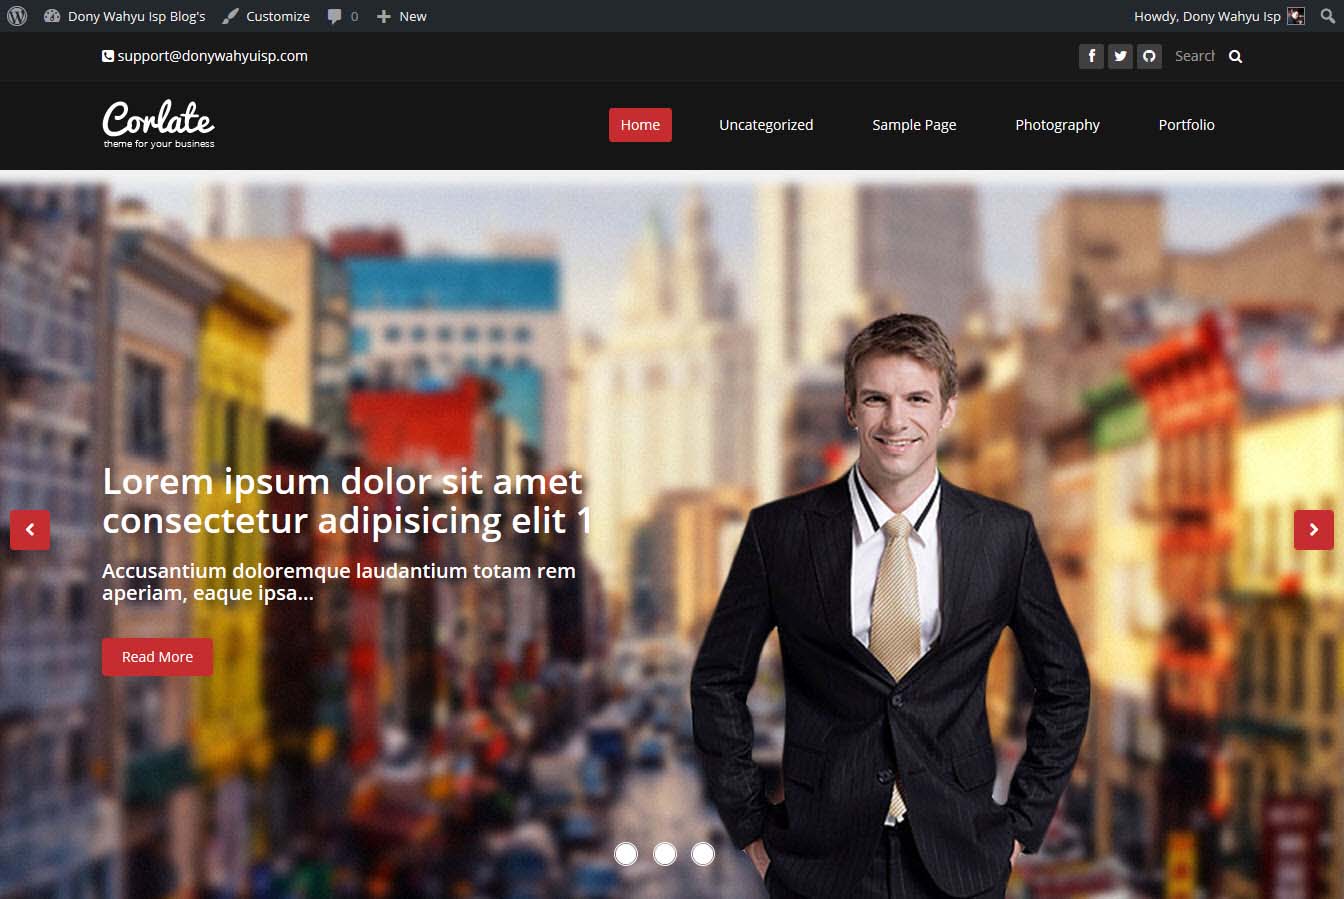 Dony Wahyu Isp Blog's Customize 0 New Howdy, Dony Wahyu Isp
support@donywahyuisp.com Search
Corlate
theme for your business
Home Uncategorized Sample Page Photography Portfolio
Lorem ipsum dolor sit amet
consectetur adipisicing elit 1
Accusantium doloremque laudantium totam rem
aperiam, eaque ipsa...
Read More